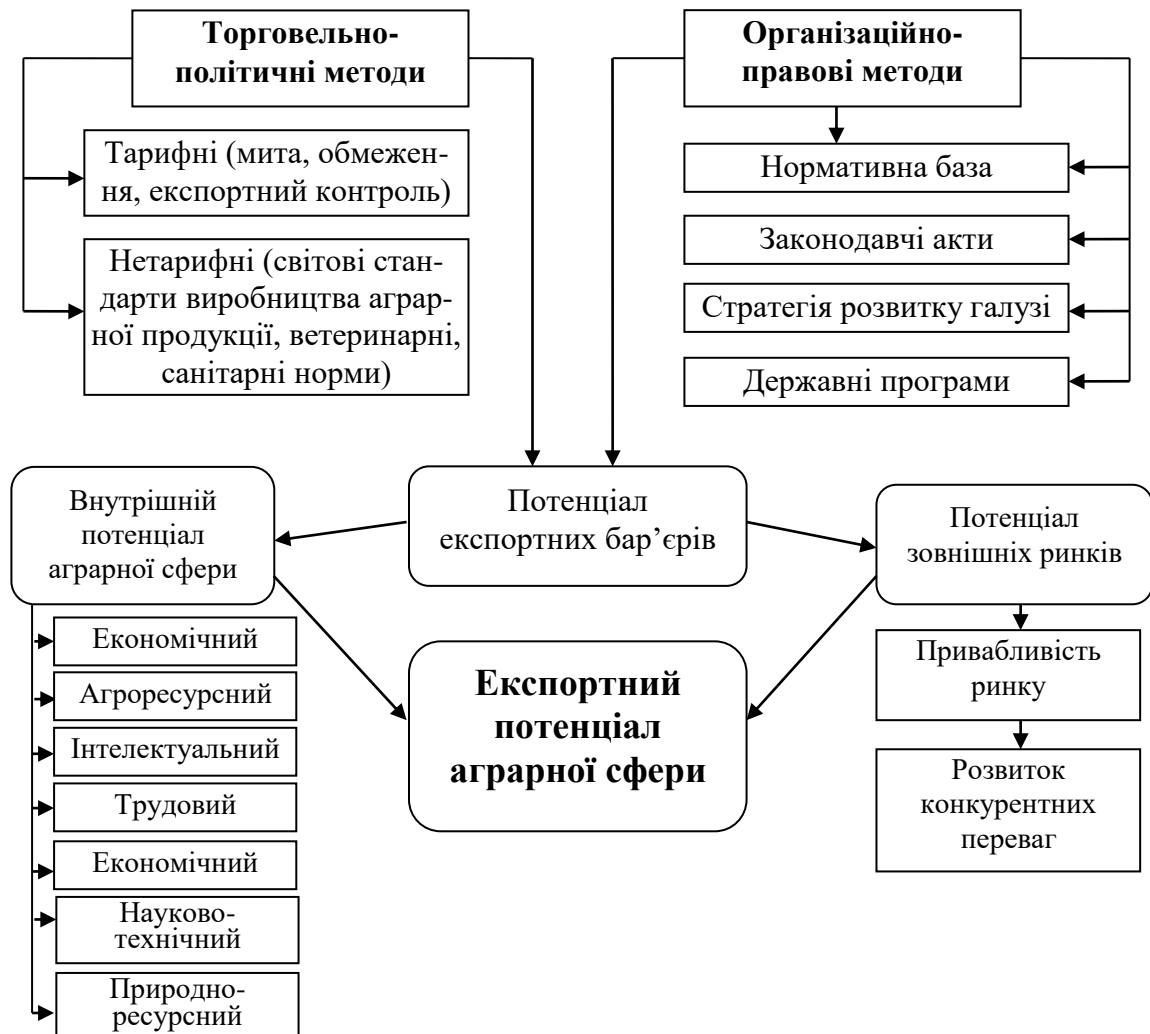 Торговельно-
політичні методи
Тарифні (мита, обмежен-
ня, експортний контроль)
Нетарифні (світові стан-
дарти виробництва аграр-
ної продукції, ветеринарні,
санітарні норми)
Організаційно-
правові методи
Нормативна база
Законодавчі акти
Стратегія розвитку галузі
Державні програми
Внутрішній
потенціал
аграрної сфери
Потенціал
експортних бар’єрів
Потенціал
зовнішніх ринків
Економічний
Агроресурсний
Інтелектуальний
Трудовий
Економічний
Науково-
технічний
Природно-
ресурсний
Експортний
потенціал
аграрної сфери
Привабливість
ринку
Розвиток
конкурентних
переваг